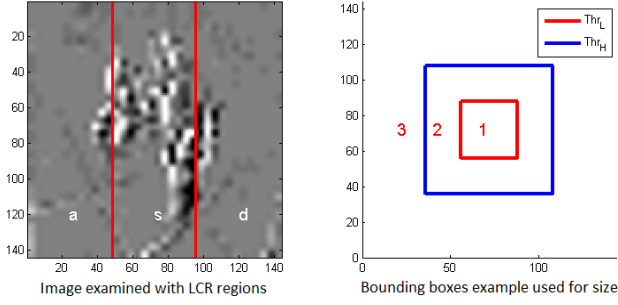 20
40
60
80
100
120
140
20 40 60 80 100 120 140
a s d
Image examined with LCR regions
140
120
100
80
60
40
20
0
0 50 100
3 2 1
Thr_L
Thr_H
Bounding boxes example used for size